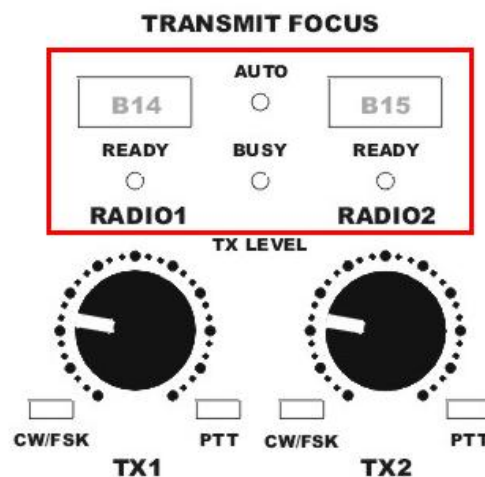 TRANSMIT FOCUS
AUTO
B14 B15
READY BUSY READY
RADIO1 RADIO2
TX LEVEL
CW/FSK PTT CW/FSK PTT
TX1 TX2